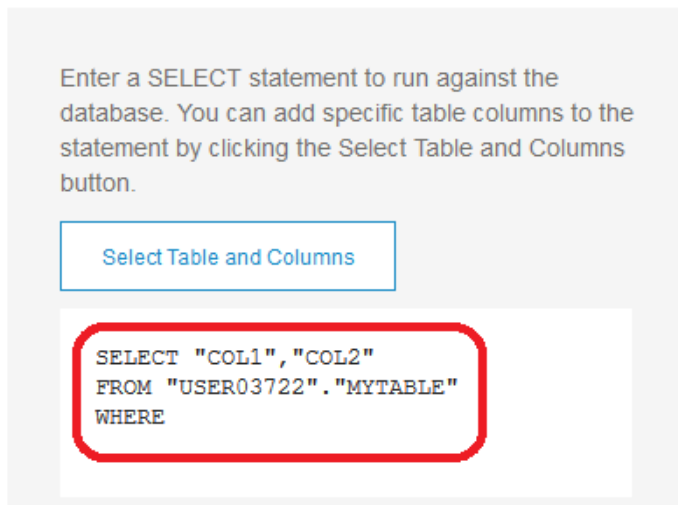 Enter a SELECT statement to run against the
database. You can add specific table columns to the
statement by clicking the Select Table and Columns
button.
Select Table and Columns
SELECT "COL1","COL2"
FROM "USER03722"."MYTABLE"
WHERE